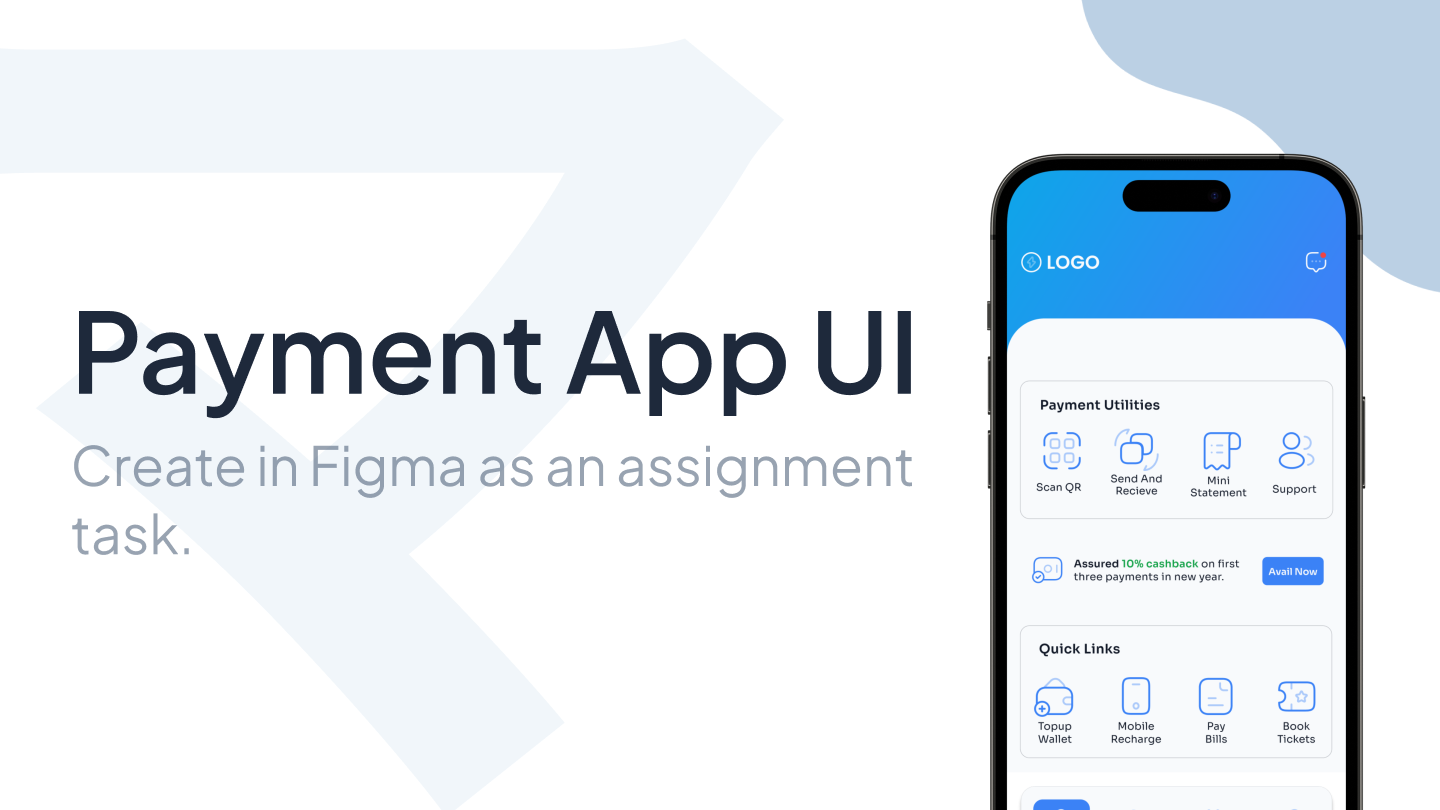 Payment App UI
Create in Figma as an assignment
task.
LOGO
Payment Utilities
Scan QR
Send And
Recieve
Mini
Statement
Support
Assured 10% cashback on first
three payments in new year.
Avail Now
Quick Links
Topup
Wallet
Mobile
Recharge
Pay
Bills
Book
Tickets